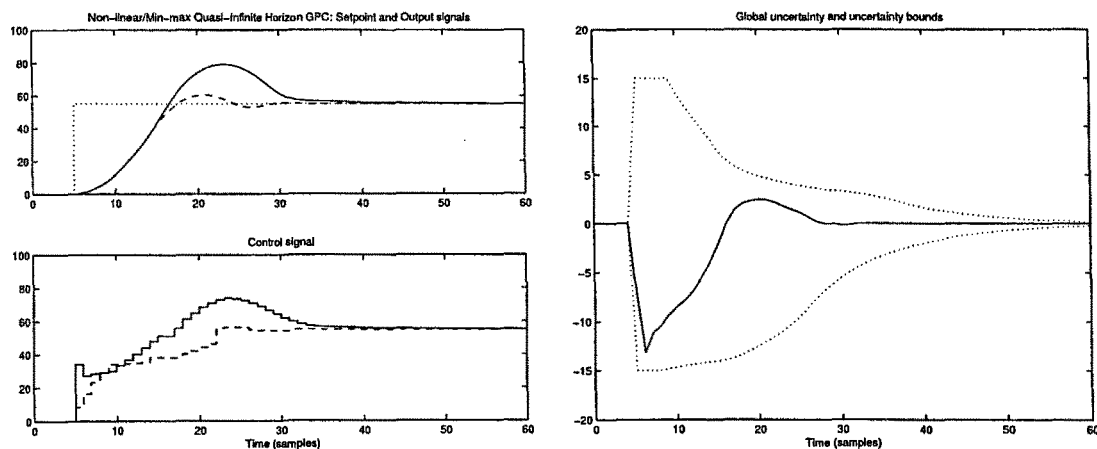 Non-linear/Min-max Quasi-Infinite Horizon GPC: Setpoint and Output signals
100
80
60
40
20
0
0 10 20 30 40 50 60
Control signal
100
80
60
40
20
0
0 10 20 30 40 50 60
Time (samples)
Global uncertainty and uncertainty bounds
20
15
10
5
0
-5
-10
-15
-20
0 10 20 30 40 50 60
Time (samples)